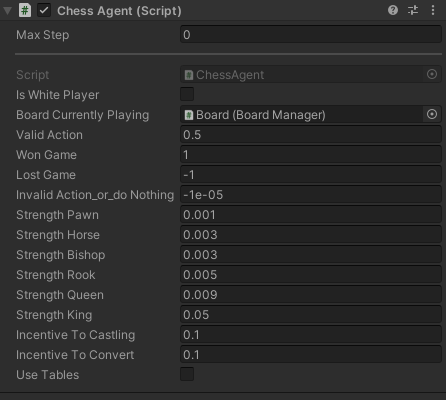 Chess Agent (Script)
Max Step 0
Script ChessAgent
Is White Player
Board Currently Playing Board (Board Manager)
Valid Action 0.5
Won Game 1
Lost Game -1
Invalid Action_or_do Nothing -1e-05
Strength Pawn 0.001
Strength Horse 0.003
Strength Bishop 0.003
Strength Rook 0.005
Strength Queen 0.009
Strength King 0.05
Incentive To Castling 0.1
Incentive To Convert 0.1
Use Tables